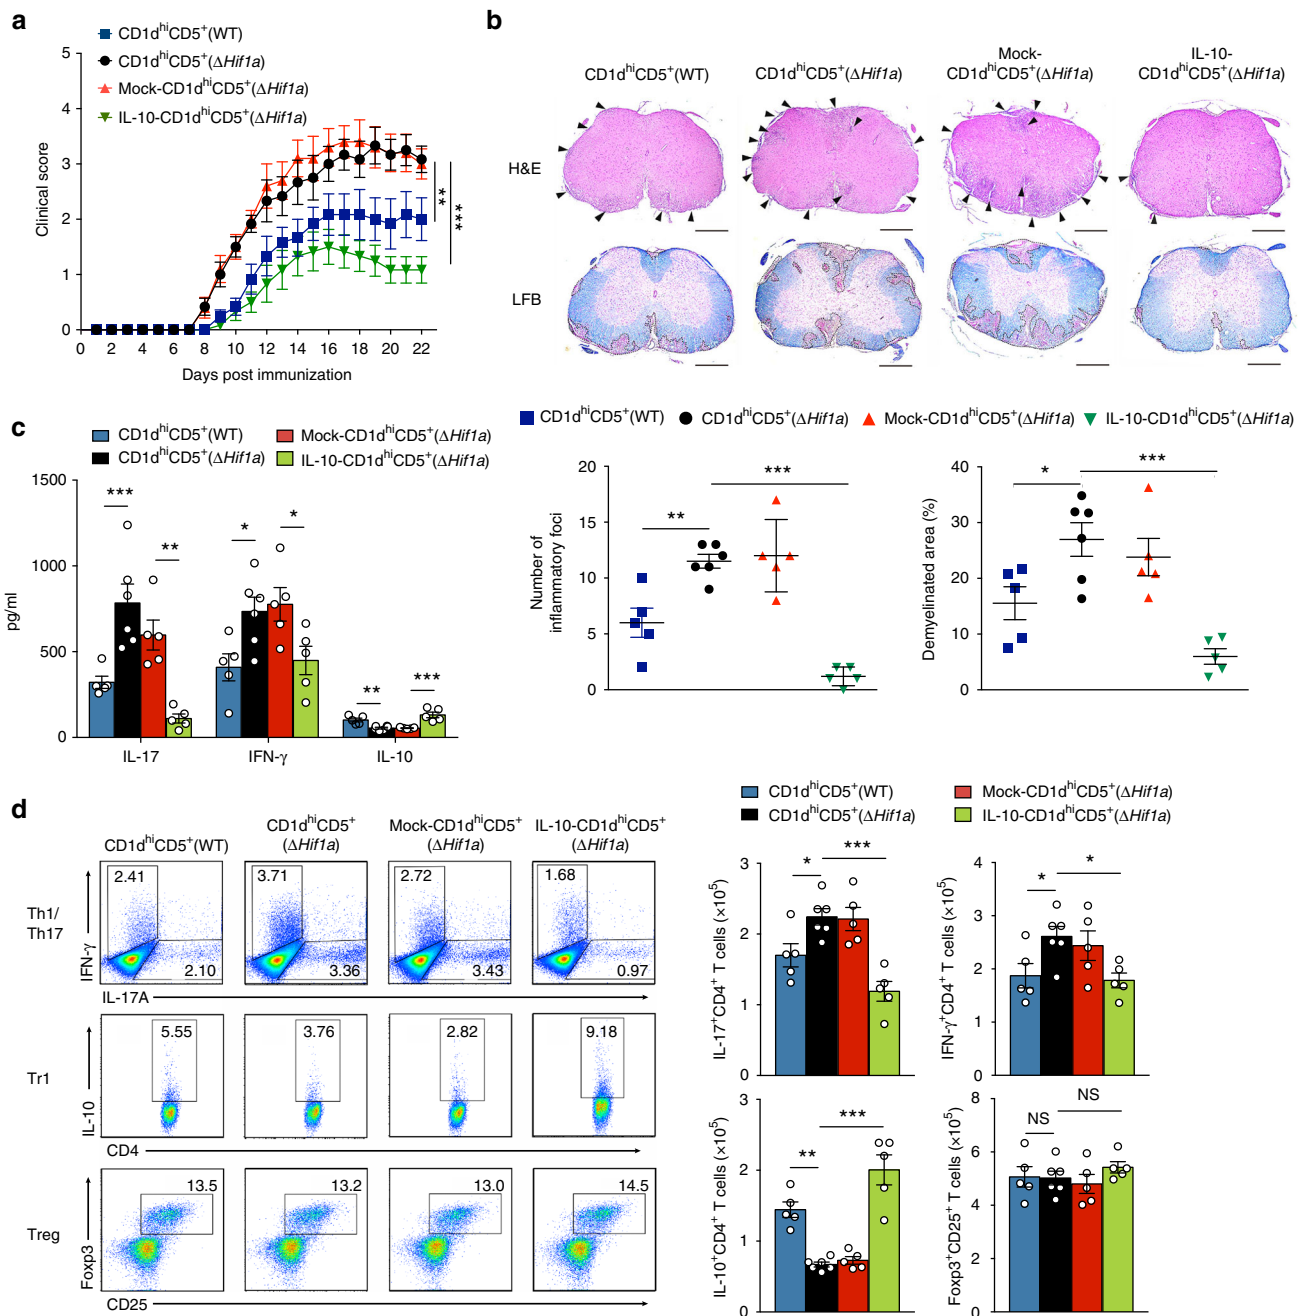 a
CD1d^hiCD5^+(WT)
CD1d^hiCD5^+(ΔHif1a)
Mock-CD1d^hiCD5^+(ΔHif1a)
IL-10-CD1d^hiCD5^+(ΔHif1a)
Clinical score
5
4
3
2
1
0
**
***
0 2 4 6 8 10 12 14 16 18 20 22
Days post immunization
b
CD1d^hiCD5^+(WT)
CD1d^hiCD5^+(ΔHif1a)
Mock-
CD1d^hiCD5^+(ΔHif1a)
IL-10-
CD1d^hiCD5^+(ΔHif1a)
H&E
LFB
CD1d^hiCD5^+(WT) CD1d^hiCD5^+(ΔHif1a) Mock-CD1d^hiCD5^+(ΔHif1a) IL-10-CD1d^hiCD5^+(ΔHif1a)
Number of
inflammatory foci
20
15
10
5
0
**
***
Demyelinated area (%)
40
30
20
10
0
*
***
c
CD1d^hiCD5^+(WT)
CD1d^hiCD5^+(ΔHif1a)
Mock-CD1d^hiCD5^+(ΔHif1a)
IL-10-CD1d^hiCD5^+(ΔHif1a)
pg/ml
1500
1000
500
0
***
**
*
*
**
***
IL-17 IFN-γ IL-10
d
CD1d^hiCD5^+(WT)
CD1d^hiCD5^+
(ΔHif1a)
Mock-CD1d^hiCD5^+
(ΔHif1a)
IL-10-CD1d^hiCD5^+
(ΔHif1a)
Th1/
Th17
IFN-γ
2.41
2.10
3.71
3.36
2.72
3.43
1.68
0.97
IL-17A
Tr1
IL-10
5.55
3.76
2.82
9.18
CD4
Treg
Foxp3
13.5
13.2
13.0
14.5
CD25
CD1d^hiCD5^+(WT)
CD1d^hiCD5^+(ΔHif1a)
Mock-CD1d^hiCD5^+(ΔHif1a)
IL-10-CD1d^hiCD5^+(ΔHif1a)
IL-17^+CD4^+ T cells (×10^5)
3
2
1
0
*
***
IFN-γ^+CD4^+ T cells (×10^5)
4
3
2
1
0
*
*
IL-10^+CD4^+ T cells (×10^5)
3
2
1
0
**
***
Foxp3^+CD25^+ T cells (×10^5)
8
6
4
2
0
NS
NS